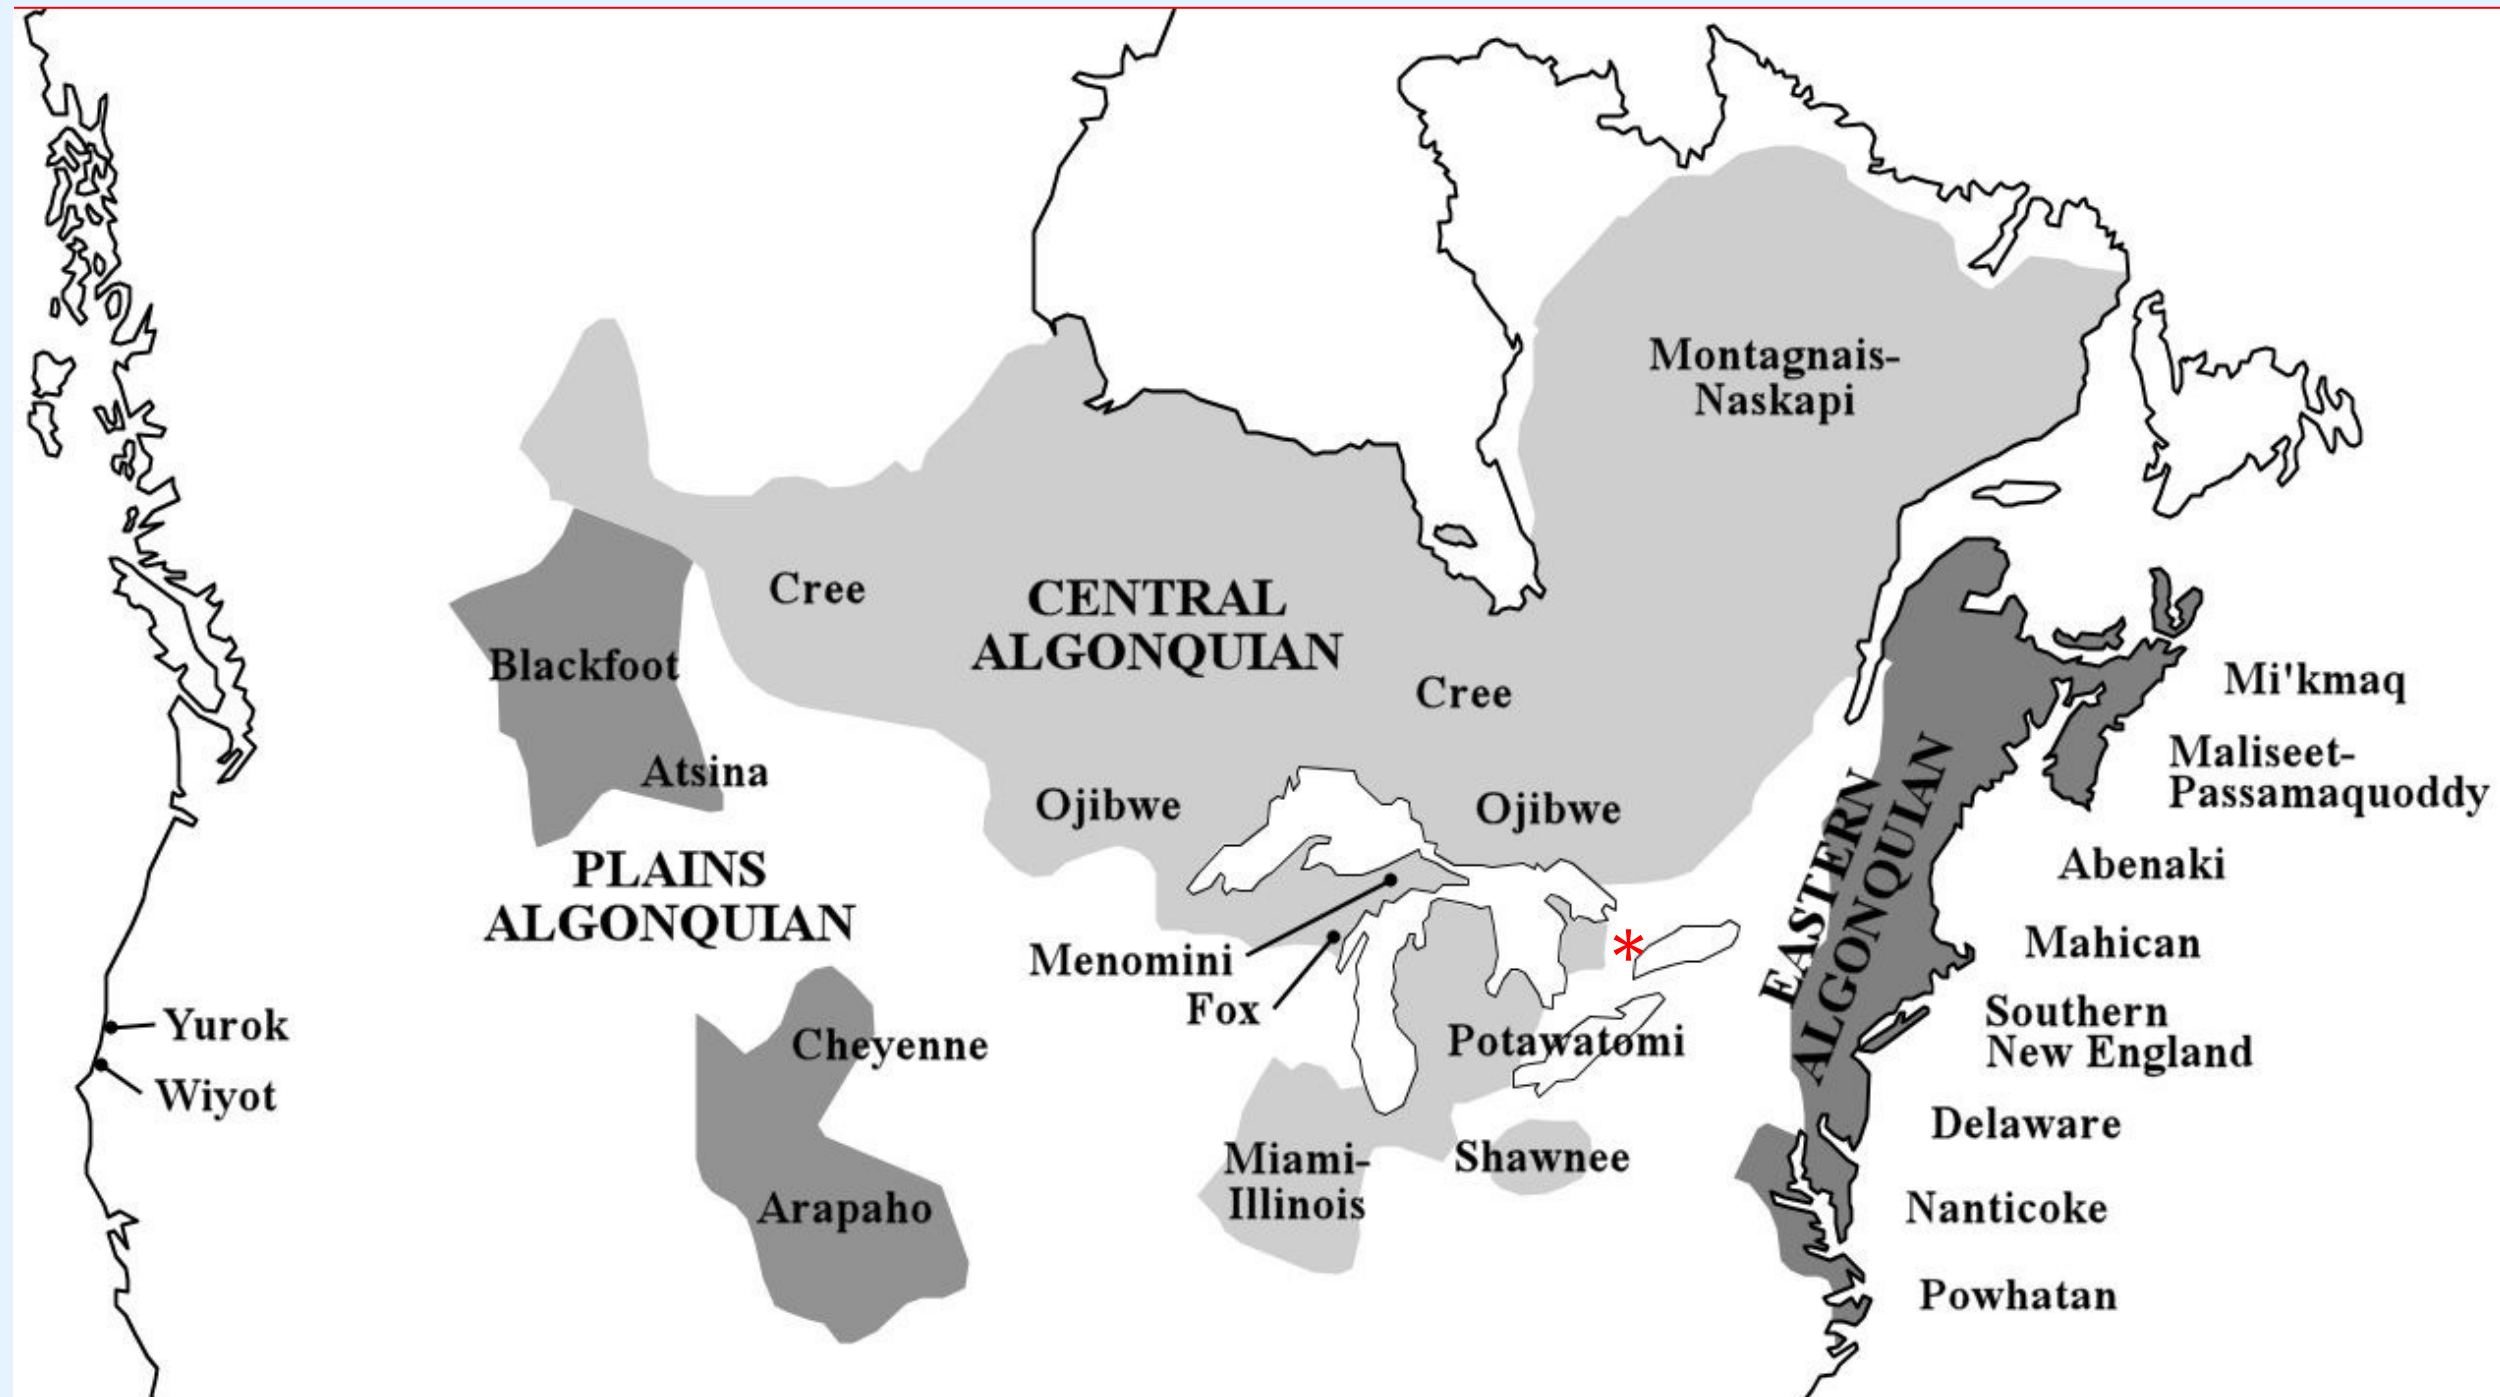 Montagnais-
Naskapi
Cree
CENTRAL
ALGONQUIAN
Cree
Blackfoot
Atsina
Ojibwe
Ojibwe
PLAINS
ALGONQUIAN
EASTERN
ALGONQUIAN
Mi'kmaq
Maliseet-
Passamaquoddy
Abenaki
Mahican
Southern
New England
Delaware
Nanticoke
Powhatan
Menomini
Fox
*
Potawatomi
Yurok
Wiyot
Cheyenne
Arapaho
Miami-
Illinois
Shawnee